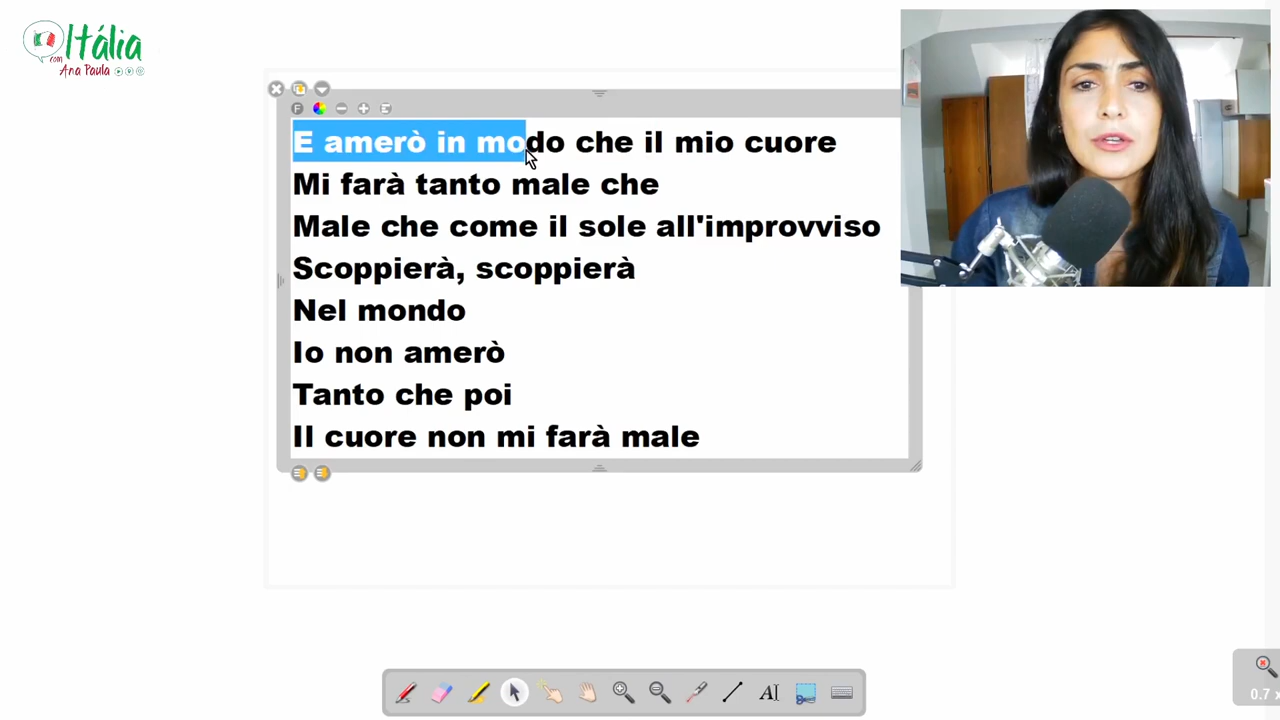 Itália
com
Ana Paula
E amerò in modo che il mio cuore
Mi farà tanto male che
Male che come il sole all'improvviso
Scoppierà, scoppierà
Nel mondo
Io non amerò
Tanto che poi
Il cuore non mi farà male
0.7 x